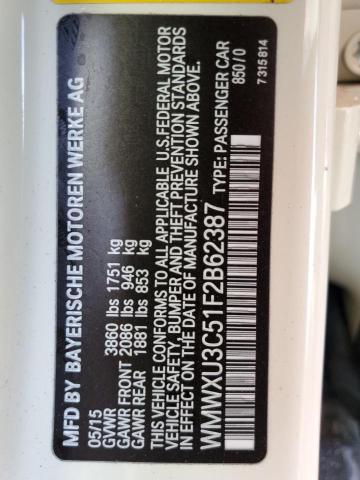 MFD BY BAYERISCHE MOTOREN WERKE AG
05/15
GVWR 3860 lbs 1751 kg
GAWR FRONT 2086 lbs 946 kg
GAWR REAR 1881 lbs 853 kg
THIS VEHICLE CONFORMS TO ALL APPLICABLE U.S.FEDERAL MOTOR
VEHICLE SAFETY, BUMPER AND THEFT PREVENTION STANDARDS
IN EFFECT ON THE DATE OF MANUFACTURE SHOWN ABOVE.
WMWXU3C51F2B62387 TYPE: PASSENGER CAR
850/0
7 315 814